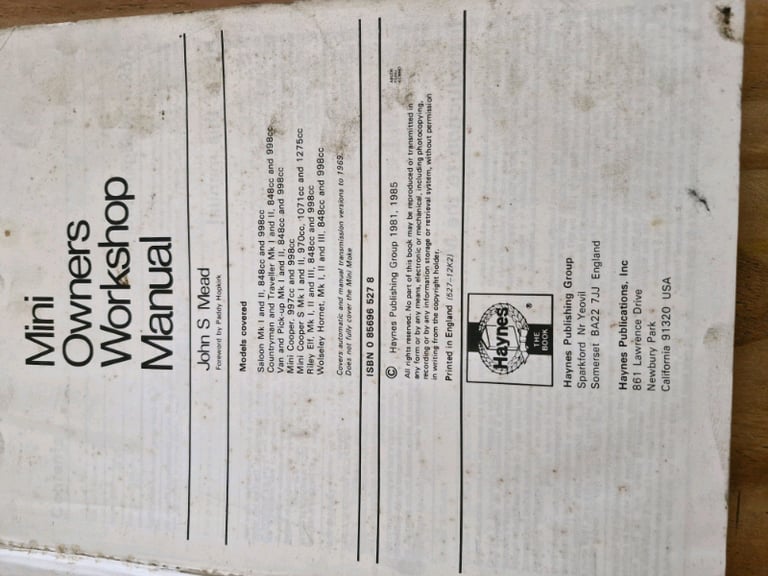 Mini
Owners
Workshop
Manual
John S Mead
Foreword by Paddy Hopkirk
Models covered
Saloon Mk I and II, 848cc and 998cc
Countryman and Traveller Mk I and II, 848cc and 998cc
Van and Pick-up Mk I and II, 848cc and 998cc
Mini Cooper, 997cc and 998cc
Mini Cooper S Mk I and II, 970cc, 1071cc and 1275cc
Riley Elf, Mk I, II and III, 848cc and 998cc
Wolseley Hornet, Mk I, II and III, 848cc and 998cc
Covers automatic and manual transmission versions to 1969.
Does not fully cover the Mini Moke
ISBN 0 85696 527 8
© Haynes Publishing Group 1981, 1985
All rights reserved. No part of this book may be reproduced or transmitted in
any form or by any means, electronic or mechanical, including photocopying,
recording or by any information storage or retrieval system, without permission
in writing from the copyright holder.
Printed in England (527-12K2)
Haynes
®
THE
BOOK
Haynes Publishing Group
Sparkford Nr Yeovil
Somerset BA22 7JJ England
Haynes Publications, Inc
861 Lawrence Drive
Newbury Park
California 91320 USA